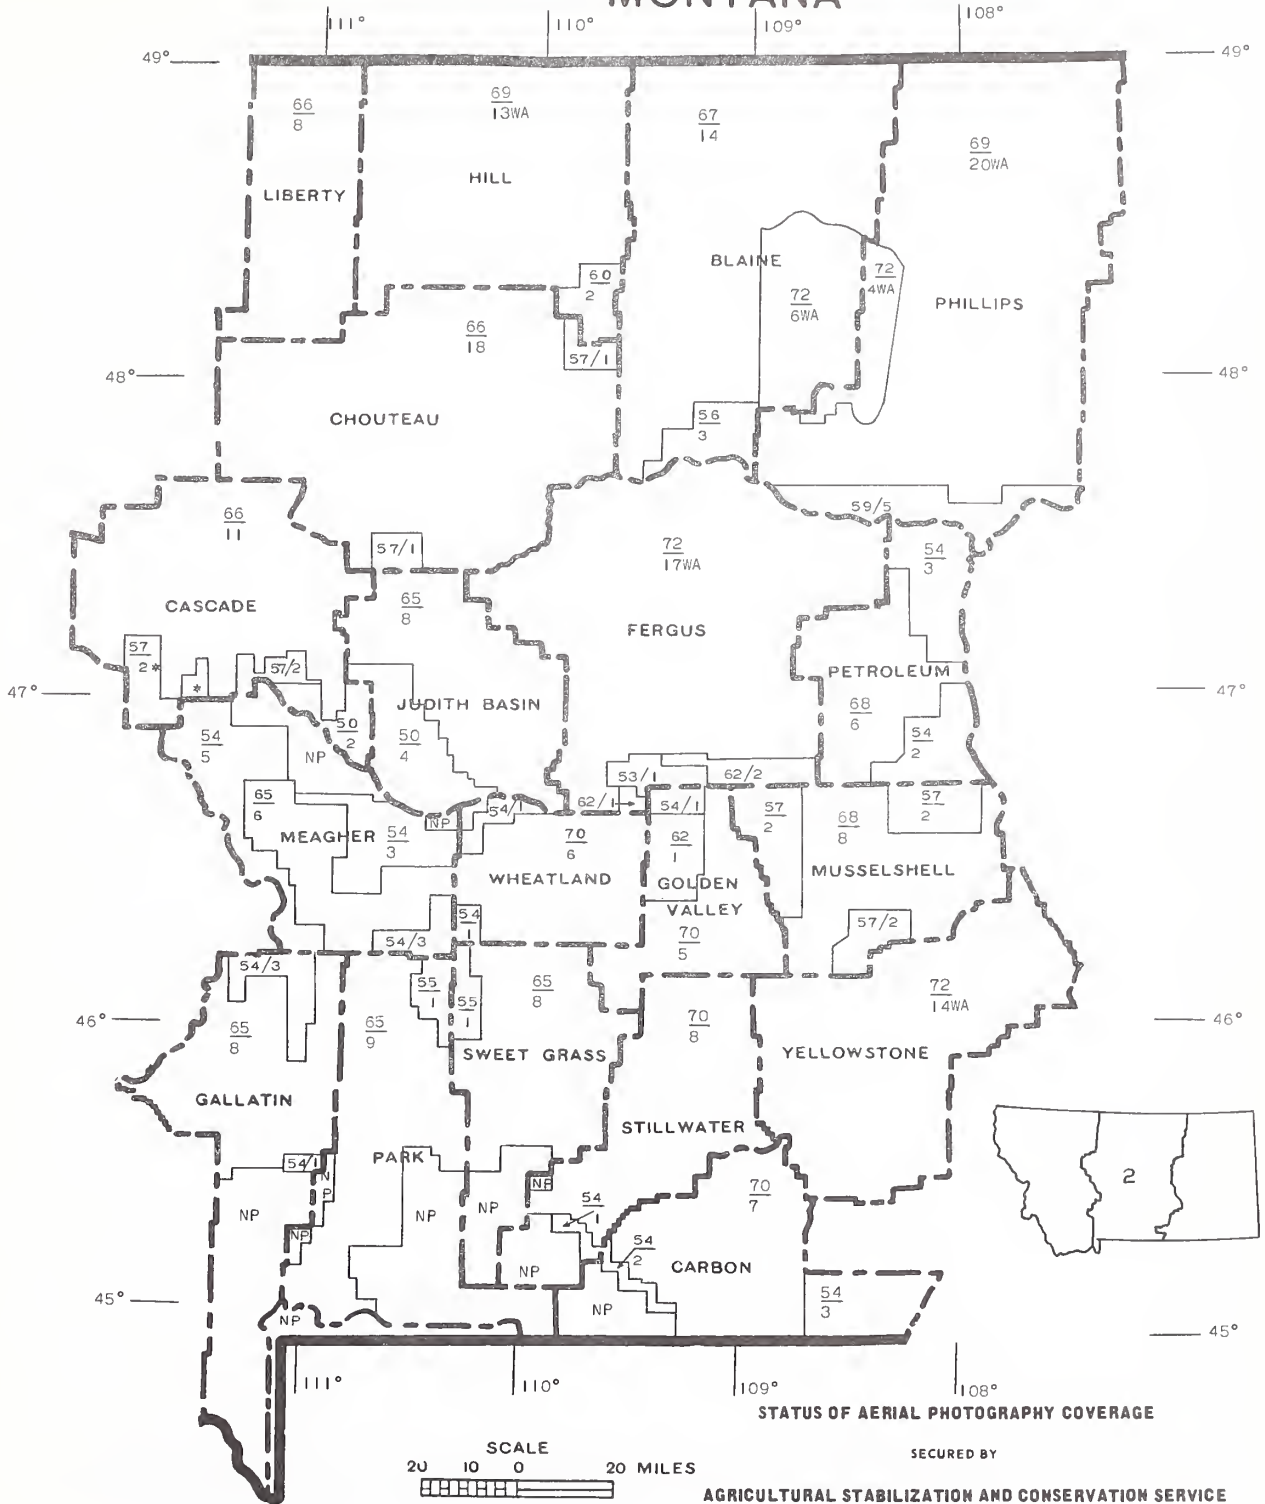 MONTANA
111° 110° 109° 108°
49° 49°
66
8
69
13WA
67
14
69
20WA
LIBERTY
HILL
BLAINE
PHILLIPS
60
2
72
6WA
72
4WA
66
18
57/1
48° 48°
CHOUTEAU
56
3
66
11
59/5
57/1
72
17WA
54
3
CASCADE
65
8
FERGUS
57
2*
*
57/2
PETROLEUM
47° 47°
JUDITH BASIN
50
2
50
4
68
6
54
2
54
5
NP
53/1
62/2
65
6
62/1
54/1
54/1
57
2
57
2
MEAGHER
54
3
NP
70
6
62
1
68
8
WHEATLAND
GOLDEN
VALLEY
MUSSELSHELL
54
1
57/2
54/3
70
5
54/3
55
1
55
1
65
8
72
14WA
46° 46°
65
8
65
9
70
8
SWEET GRASS
YELLOWSTONE
GALLATIN
STILLWATER
54/1
PARK
N
P
NP
NP
NP
NP
70
7
2
54
1
NP
54
2
NP
CARBON
45° 45°
NP
NP
54
3
111° 110° 109° 108°
STATUS OF AERIAL PHOTOGRAPHY COVERAGE
SCALE
SECURED BY
20 10 0 20 MILES
AGRICULTURAL STABILIZATION AND CONSERVATION SERVICE